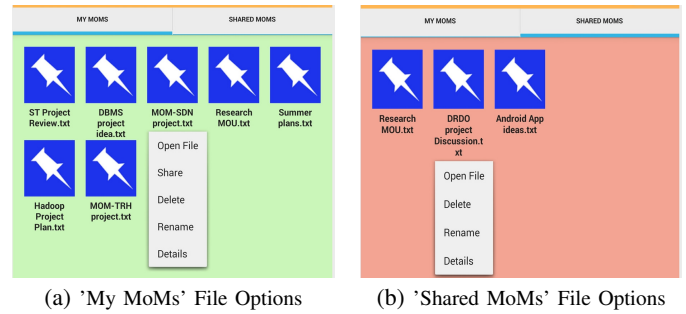 MY MOMS
SHARED MOMS
ST Project
Review.txt
DBMS
project
idea.txt
MOM-SDN
project.txt
Research
MOU.txt
Summer
plans.txt
Hadoop
Project
Plan.txt
MOM-TRH
project.txt
Open File
Share
Delete
Rename
Details
(a) 'My MoMs' File Options
MY MOMS
SHARED MOMS
Research
MOU.txt
DRDO
project
Discussion.t
xt
Android App
ideas.txt
Open File
Delete
Rename
Details
(b) 'Shared MoMs' File Options